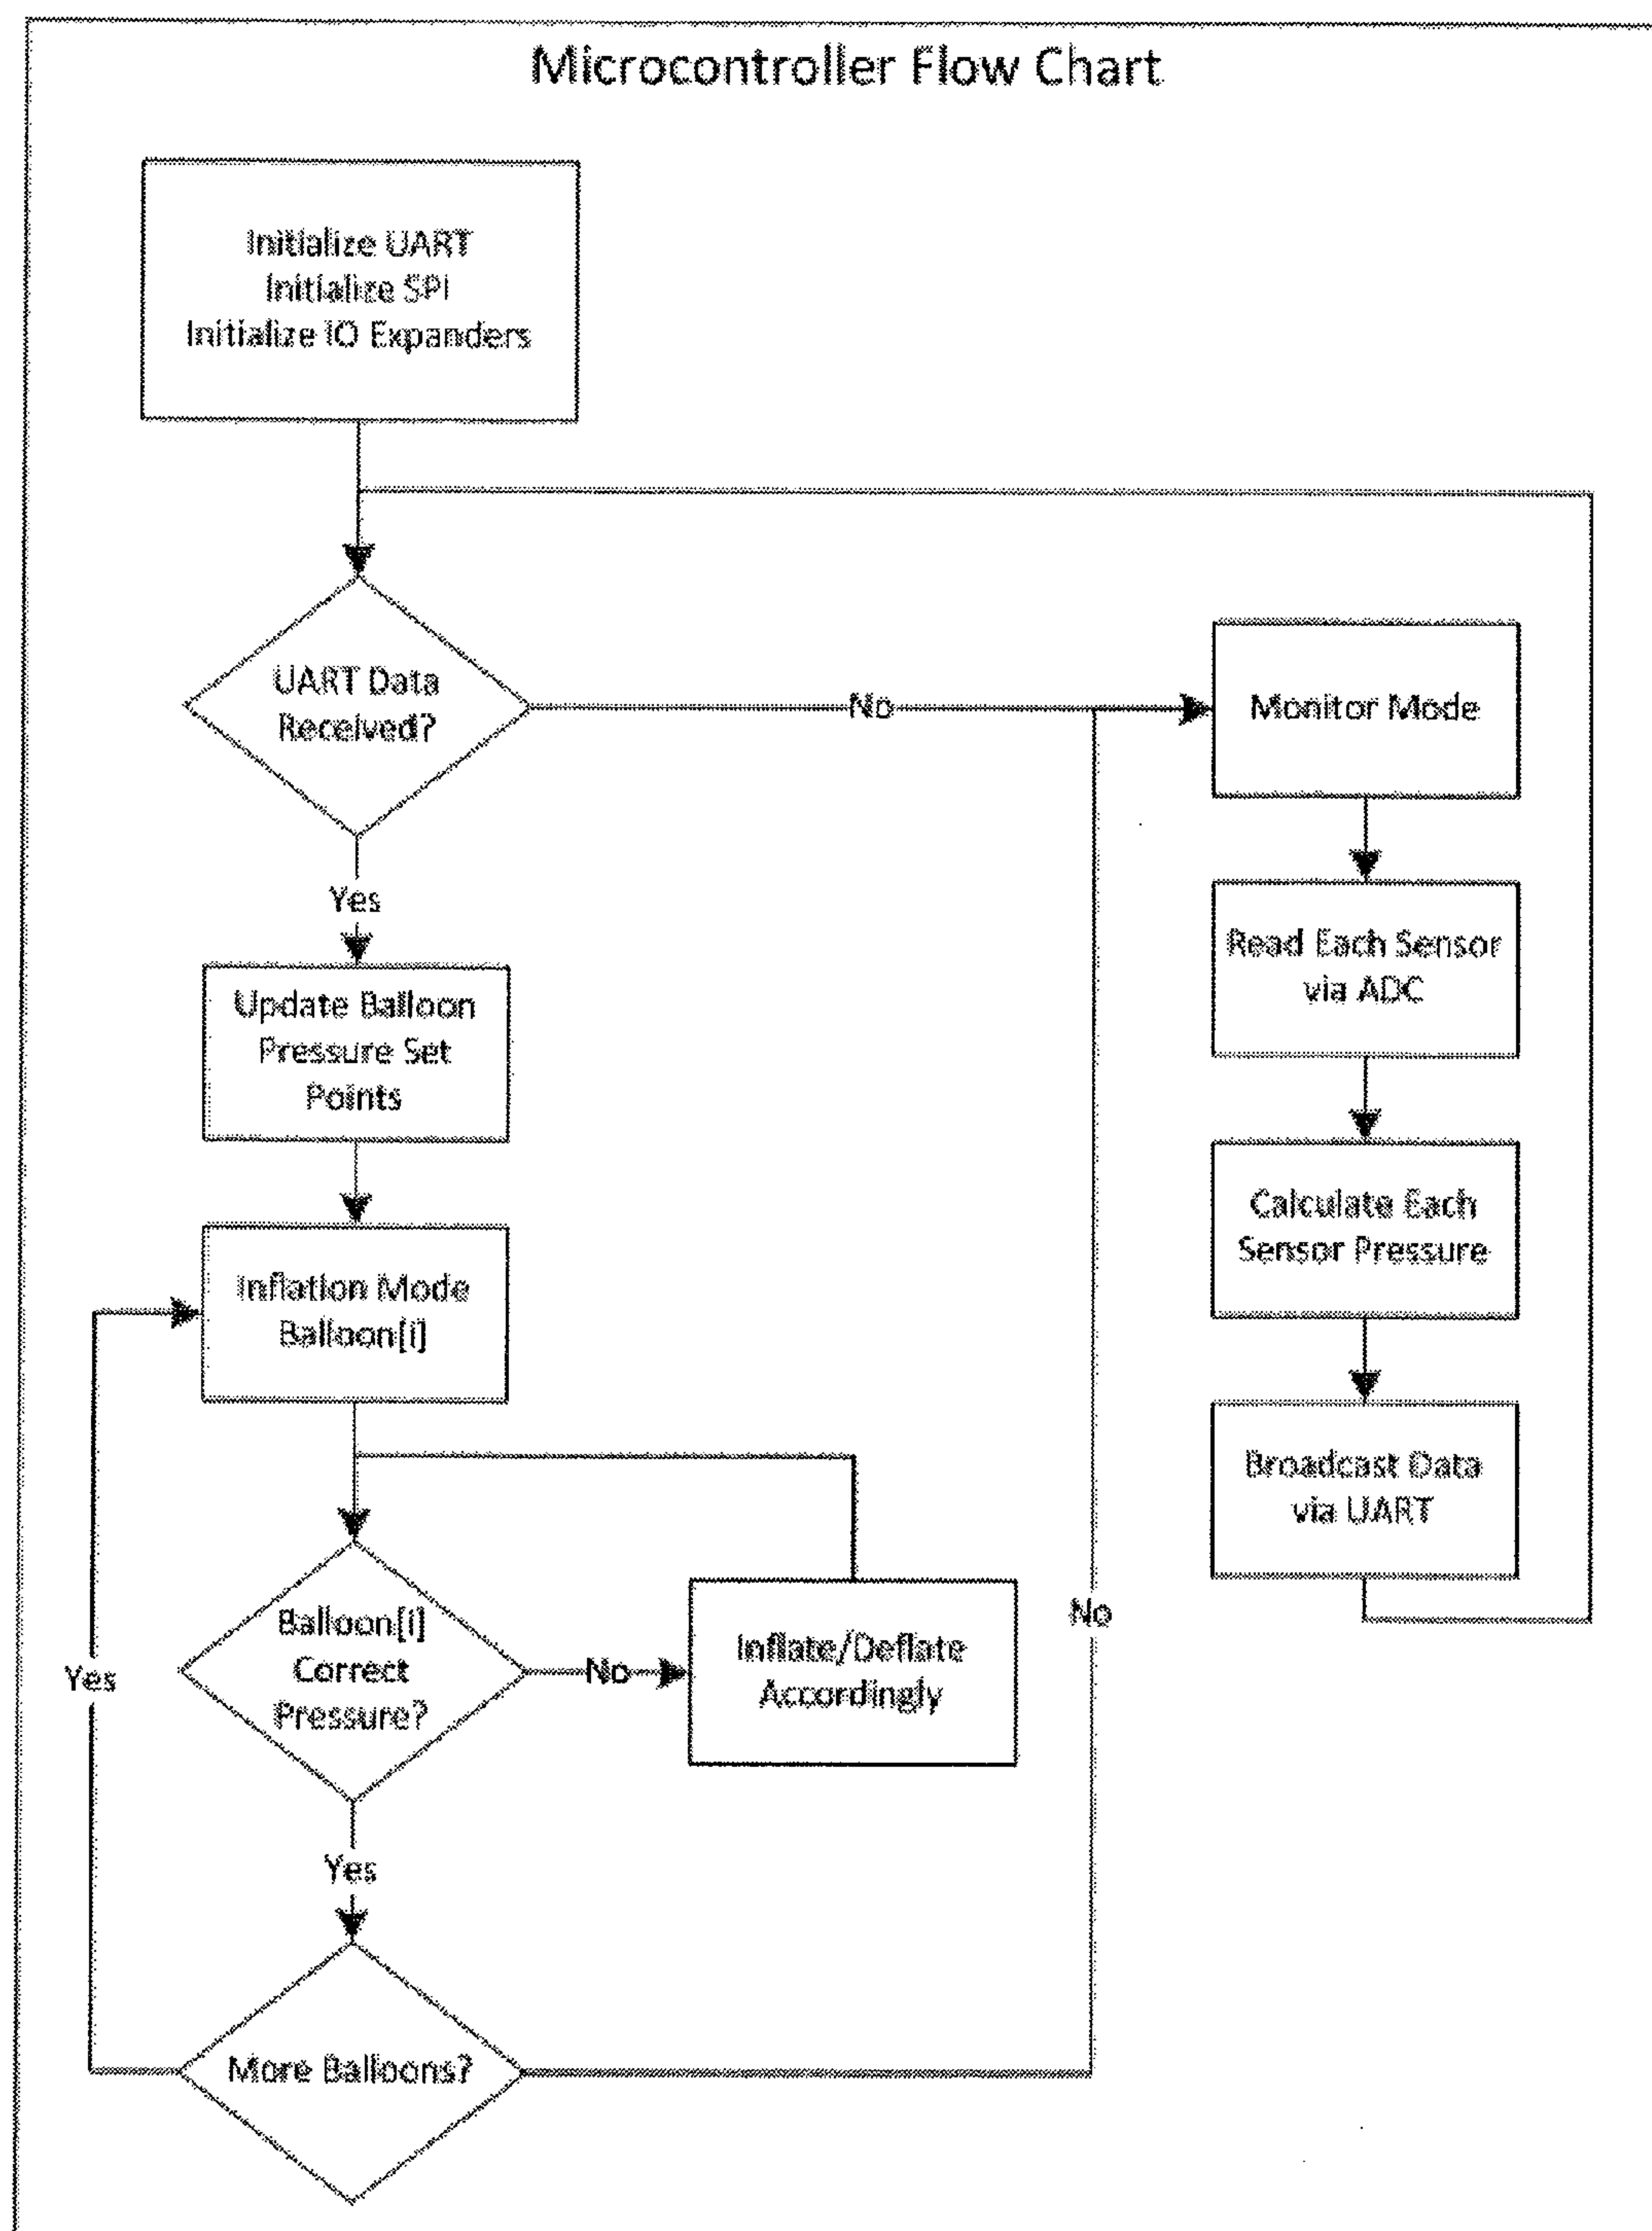 Microcontroller Flow Chart
Initialize UART
Initialize SPI
Initialize IO Expanders
UART Data
Received?
No
Monitor Mode
Yes
Read Each Sensor
via ADC
Update Balloon
Pressure Set
Points
Calculate Each
Sensor Pressure
Inflation Mode
Balloon[i]
Broadcast Data
via UART
Balloon[i]
Correct
Pressure?
No
Inflate/Deflate
Accordingly
No
Yes
Yes
More Balloons?